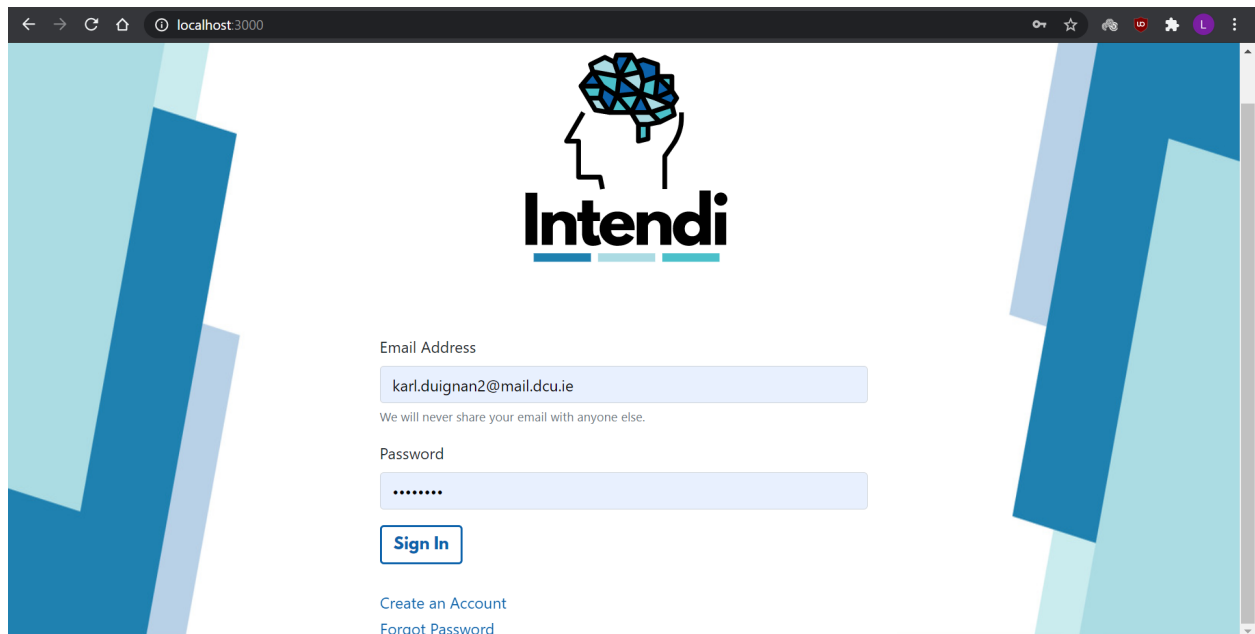 localhost:3000
L
Intendi
Email Address
karl.duignan2@mail.dcu.ie
We will never share your email with anyone else.
Password
••••••••
Sign In
Create an Account
Forgot Password